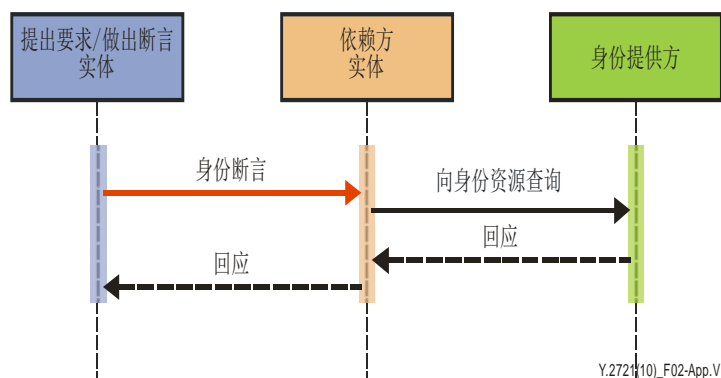 提出要求/做出断言
实体
依赖方
实体
身份提供方
身份断言
向身份资源查询
回应
回应
Y.2721(10)_F02-App.V